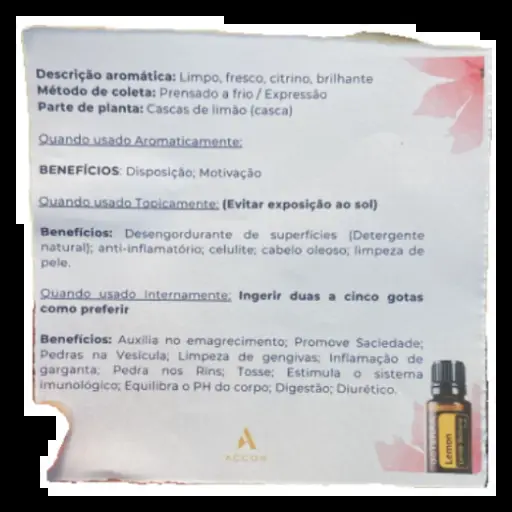 Descrição aromática: Limpo, fresco, citrino, brilhante
Método de coleta: Prensado a frio / Expressão
Parte de planta: Cascas de limão (casca)
Quando usado Aromaticamente:
BENEFÍCIOS: Disposição; Motivação
Quando usado Topicamente: (Evitar exposição ao sol)
Benefícios: Desengordurante de superfícies (Detergente
natural); anti-inflamatório; celulite; cabelo oleoso; limpeza de
pele.
Quando usado Internamente: Ingerir duas a cinco gotas
como preferir
Benefícios: Auxilia no emagrecimento; Promove Saciedade;
Pedras na Vesícula; Limpeza de gengivas; Inflamação de
garganta; Pedra nos Rins; Tosse; Estimula o sistema
imunológico; Equilibra o PH do corpo; Digestão; Diurético.
Lemon